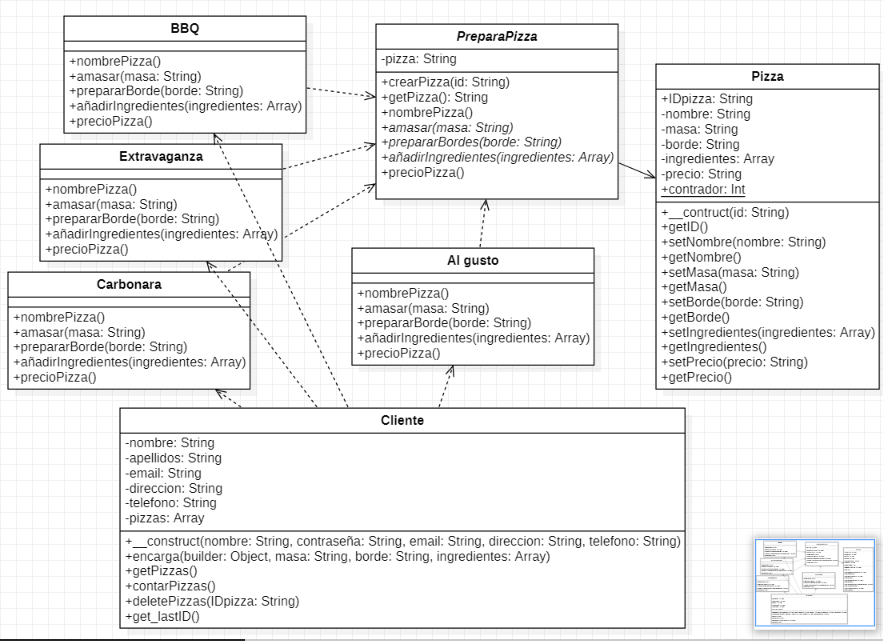 BBQ
+nombrePizza()
+amasar(masa: String)
+prepararBorde(borde: String)
+añadirIngredientes(ingredientes: Array)
+precioPizza()
PreparaPizza
-pizza: String
+crearPizza(id: String)
+getPizza(): String
+nombrePizza()
+amasar(masa: String)
+prepararBordes(borde: String)
+añadirIngredientes(ingredientes: Array)
+precioPizza()
Pizza
+IDpizza: String
-nombre: String
-masa: String
-borde: String
-ingredientes: Array
-precio: String
+contrador: Int
+__contruct(id: String)
+getID()
+setNombre(nombre: String)
+getNombre()
+setMasa(masa: String)
+getMasa()
+setBorde(borde: String)
+getBorde()
+setIngredientes(ingredientes: Array)
+getIngredientes()
+setPrecio(precio: String)
+getPrecio()
Extravaganza
+nombrePizza()
+amasar(masa: String)
+prepararBorde(borde: String)
+añadirIngredientes(ingredientes: Array)
+precioPizza()
Al gusto
+nombrePizza()
+amasar(masa: String)
+prepararBorde(borde: String)
+añadirIngredientes(ingredientes: Array)
+precioPizza()
Carbonara
+nombrePizza()
+amasar(masa: String)
+prepararBorde(borde: String)
+añadirIngredientes(ingredientes: Array)
+precioPizza()
Cliente
-nombre: String
-apellidos: String
-email: String
-direccion: String
-telefono: String
-pizzas: Array
+__construct(nombre: String, contraseña: String, email: String, direccion: String, telefono: String)
+encarga(builder: Object, masa: String, borde: String, ingredientes: Array)
+getPizzas()
+contarPizzas()
+deletePizzas(IDpizza: String)
+get_lastID()